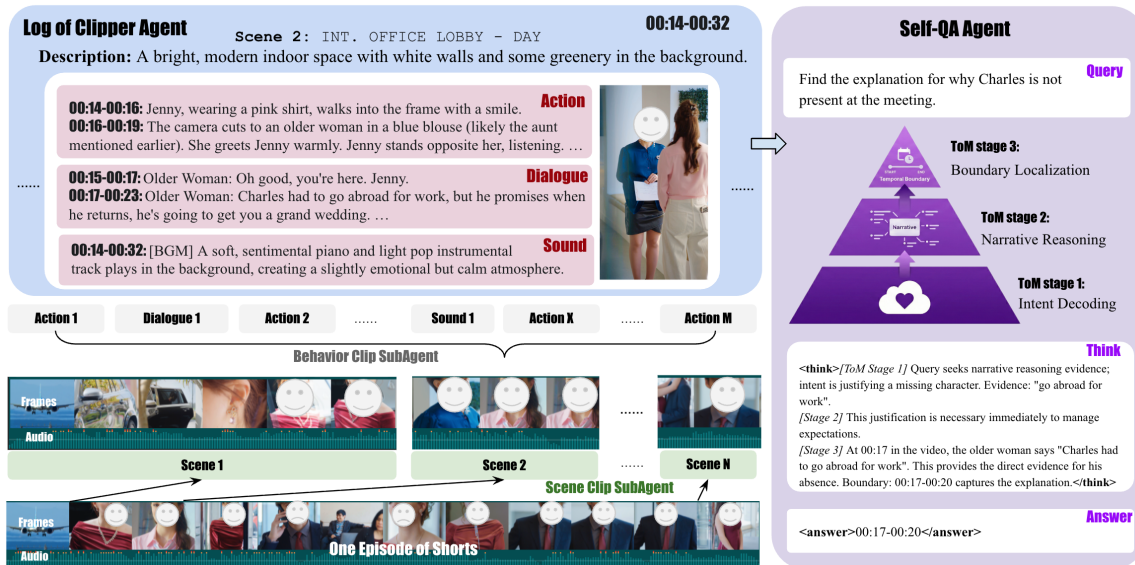 Log of Clipper Agent
00:14-00:32
Scene 2: INT. OFFICE LOBBY - DAY
Description: A bright, modern indoor space with white walls and some greenery in the background.
Action
00:14-00:16: Jenny, wearing a pink shirt, walks into the frame with a smile.
00:16-00:19: The camera cuts to an older woman in a blue blouse (likely the aunt
mentioned earlier). She greets Jenny warmly. Jenny stands opposite her, listening. …
Dialogue
00:15-00:17: Older Woman: Oh good, you're here. Jenny.
00:17-00:23: Older Woman: Charles had to go abroad for work, but he promises when
he returns, he's going to get you a grand wedding. …
Sound
00:14-00:32: [BGM] A soft, sentimental piano and light pop instrumental
track plays in the background, creating a slightly emotional but calm atmosphere.
......
......
Action 1
Dialogue 1
Action 2
......
Sound 1
Action X
......
Action M
Behavior Clip SubAgent
Frames
Audio
......
Scene 1
Scene 2
......
Scene N
Scene Clip SubAgent
Frames
Audio
One Episode of Shorts
Self-QA Agent
Query
Find the explanation for why Charles is not
present at the meeting.
START
END
Temporal Boundary
ToM stage 3:
Boundary Localization
Narrative
ToM stage 2:
Narrative Reasoning
ToM stage 1:
Intent Decoding
Think
<think>[ToM Stage 1] Query seeks narrative reasoning evidence;
intent is justifying a missing character. Evidence: "go abroad for
work".
[Stage 2] This justification is necessary immediately to manage
expectations.
[Stage 3] At 00:17 in the video, the older woman says "Charles had
to go abroad for work". This provides the direct evidence for his
absence. Boundary: 00:17-00:20 captures the explanation.</think>
Answer
<answer>00:17-00:20</answer>